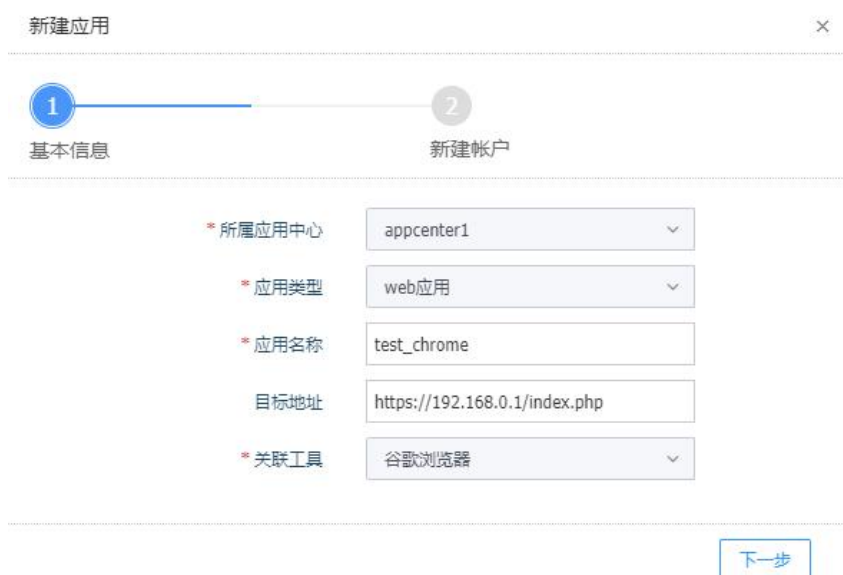 新建应用 ×
1 2
基本信息 新建帐户
* 所属应用中心 appcenter1
* 应用类型 web应用
* 应用名称 test_chrome
目标地址 https://192.168.0.1/index.php
* 关联工具 谷歌浏览器
下一步